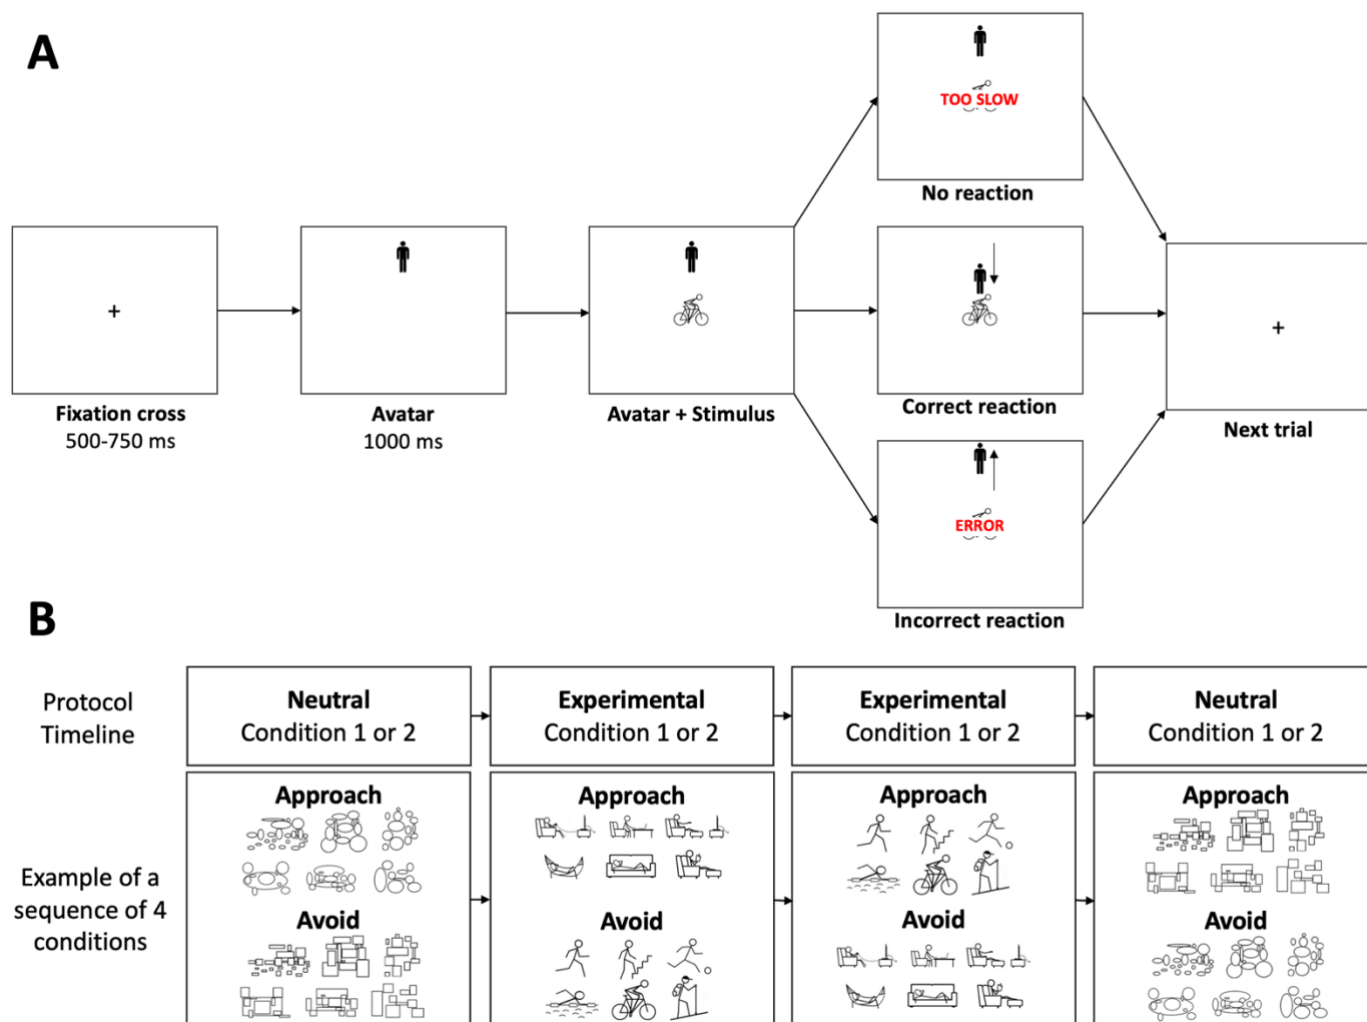 A
TOO SLOW
No reaction
+
Fixation cross
500-750 ms
Avatar
1000 ms
Avatar + Stimulus
Correct reaction
+
Next trial
ERROR
Incorrect reaction
B
Protocol
Timeline
Neutral
Condition 1 or 2
Experimental
Condition 1 or 2
Experimental
Condition 1 or 2
Neutral
Condition 1 or 2
Example of a
sequence of 4
conditions
Approach
Avoid
Approach
Avoid
Approach
Avoid
Approach
Avoid